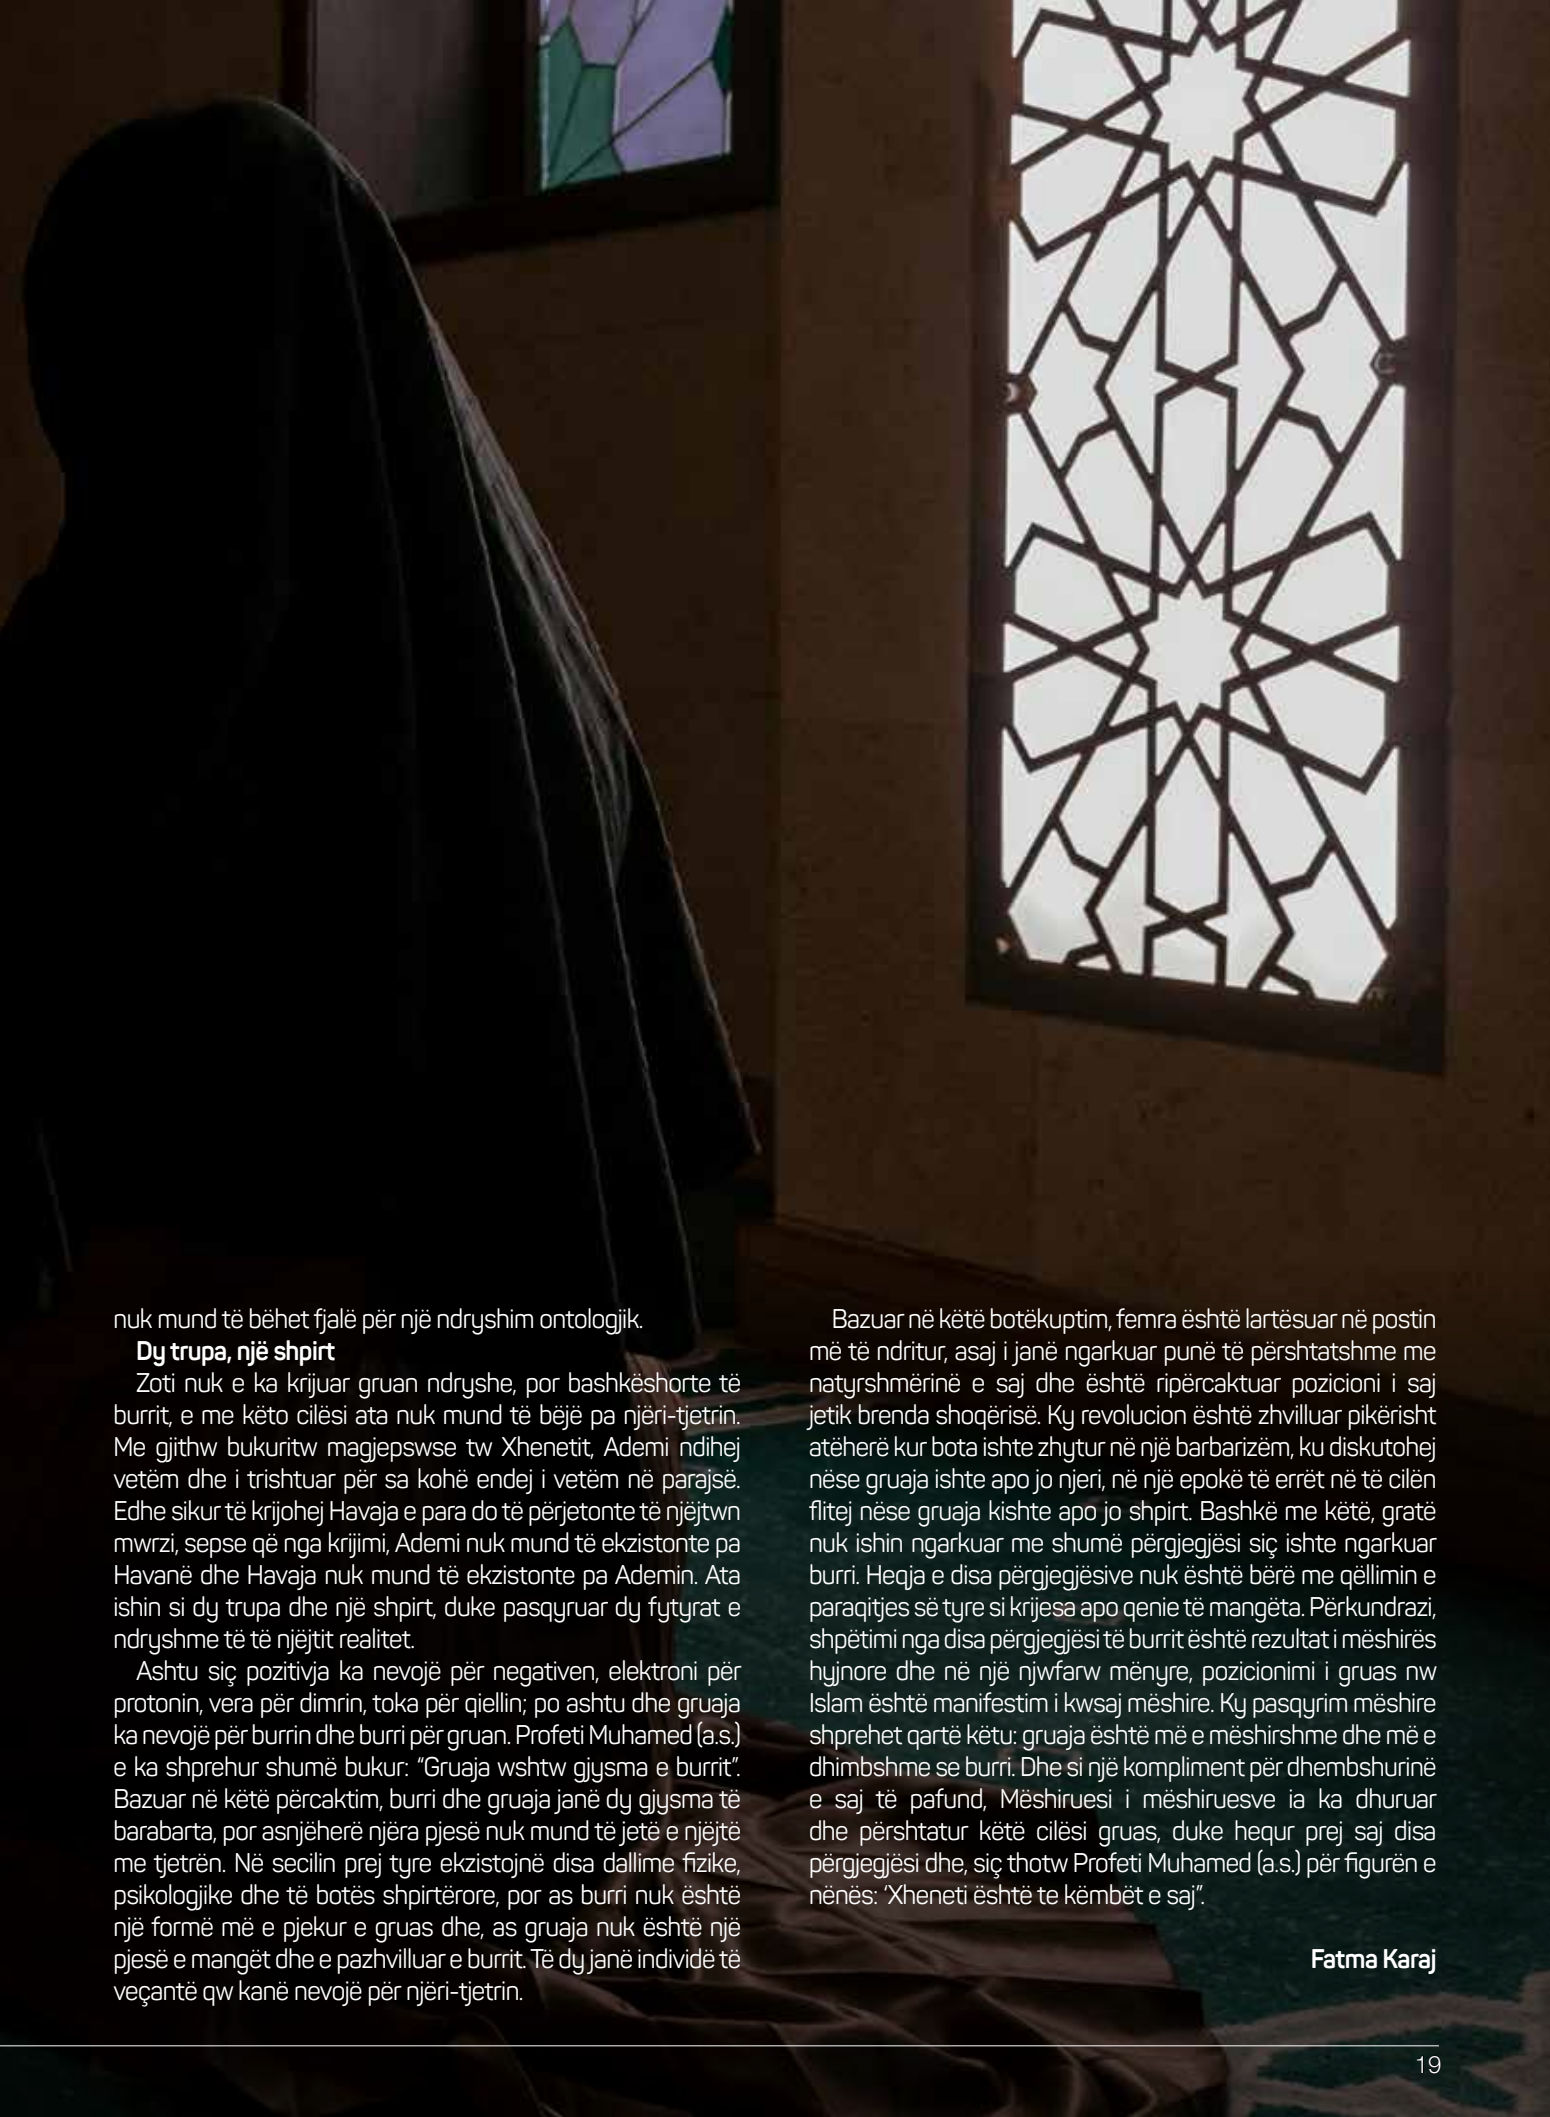 nuk mund të bëhet fjalë për një ndryshim ontologjik.
Dy trupa, një shpirt
Zoti nuk e ka krijuar gruan ndryshe, por bashkëshorte të
burrit, e me këto cilësi ata nuk mund të bëjë pa njëri-tjetrin.
Me gjithw bukuritw magjepswse tw Xhenetit, Ademi ndihej
vetëm dhe i trishtuar për sa kohë endej i vetëm në parajsë.
Edhe sikur të krijohej Havaja e para do të përjetonte të njëjtwn
mwrzi, sepse që nga krijimi, Ademi nuk mund të ekzistonte pa
Havanë dhe Havaja nuk mund të ekzistonte pa Ademin. Ata
ishin si dy trupa dhe një shpirt, duke pasqyruar dy fytyrat e
ndryshme të të njëjtit realitet.
Ashtu siç pozitivja ka nevojë për negativen, elektroni për
protonin, vera për dimrin, toka për qiellin; po ashtu dhe gruaja
ka nevojë për burrin dhe burri për gruan. Profeti Muhamed (a.s.)
e ka shprehur shumë bukur: “Gruaja wshtw gjysma e burrit”.
Bazuar në këtë përcaktim, burri dhe gruaja janë dy gjysma të
barabarta, por asnjëherë njëra pjesë nuk mund të jetë e njëjtë
me tjetrën. Në secilin prej tyre ekzistojnë disa dallime fizike,
psikologjike dhe të botës shpirtërore, por as burri nuk është
një formë më e pjekur e gruas dhe, as gruaja nuk është një
pjesë e mangët dhe e pazhvilluar e burrit. Të dy janë individë të
veçantë qw kanë nevojë për njëri-tjetrin.
Bazuar në këtë botëkuptim, femra është lartësuar në postin
më të ndritur, asaj i janë ngarkuar punë të përshtatshme me
natyrshmërinë e saj dhe është ripërcaktuar pozicioni i saj
jetik brenda shoqërisë. Ky revolucion është zhvilluar pikërisht
atëherë kur bota ishte zhytur në një barbarizëm, ku diskutohej
nëse gruaja ishte apo jo njeri, në një epokë të errët në të cilën
flitej nëse gruaja kishte apo jo shpirt. Bashkë me këtë, gratë
nuk ishin ngarkuar me shumë përgjegjësi siç ishte ngarkuar
burri. Heqja e disa përgjegjësive nuk është bërë me qëllimin e
paraqitjes së tyre si krijesa apo qenie të mangëta. Përkundrazi,
shpëtimi nga disa përgjegjësi të burrit është rezultat i mëshirës
hyjnore dhe në një njwfarw mënyre, pozicionimi i gruas nw
Islam është manifestim i kwsaj mëshire. Ky pasqyrim mëshire
shprehet qartë këtu: gruaja është më e mëshirshme dhe më e
dhimbshme se burri. Dhe si një kompliment për dhembshurinë
e saj të pafund, Mëshiruesi i mëshiruesve ia ka dhuruar
dhe përshtatur këtë cilësi gruas, duke hequr prej saj disa
përgjegjësi dhe, siç thotw Profeti Muhamed (a.s.) për figurën e
nënës: ‘Xheneti është te këmbët e saj”.
Fatma Karaj
19